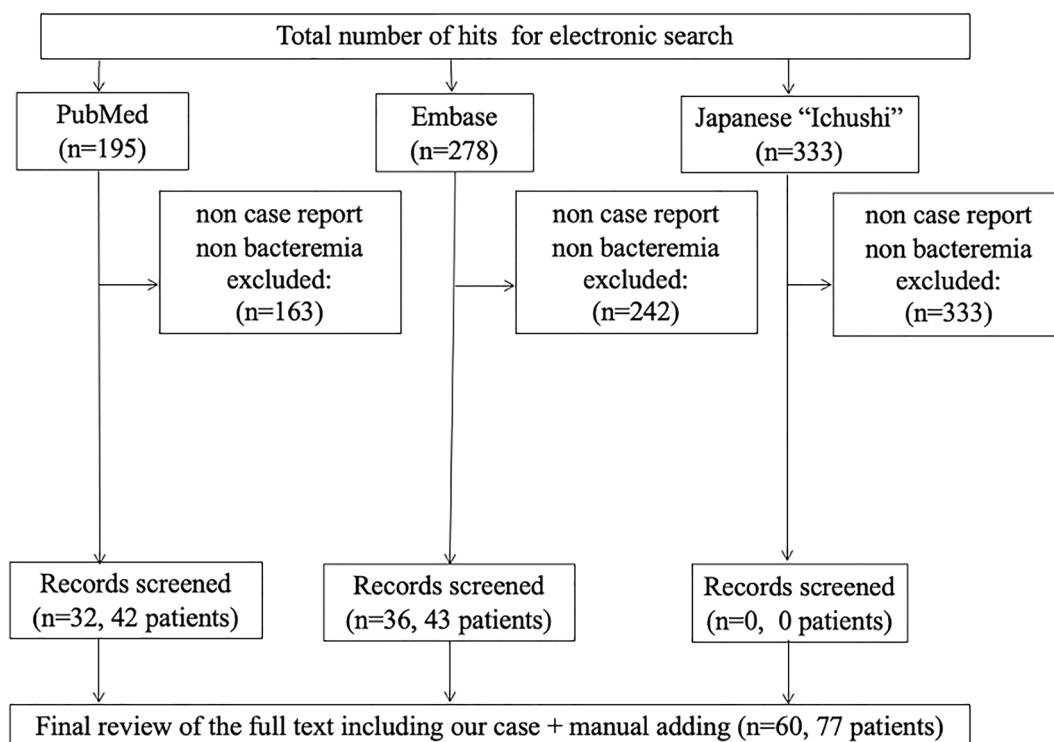 Total number of hits for electronic search
PubMed
(n=195)
Embase
(n=278)
Japanese “Ichushi”
(n=333)
non case report
non bacteremia
excluded:
(n=163)
non case report
non bacteremia
excluded:
(n=242)
non case report
non bacteremia
excluded:
(n=333)
Records screened
(n=32, 42 patients)
Records screened
(n=36, 43 patients)
Records screened
(n=0, 0 patients)
Final review of the full text including our case + manual adding (n=60, 77 patients)